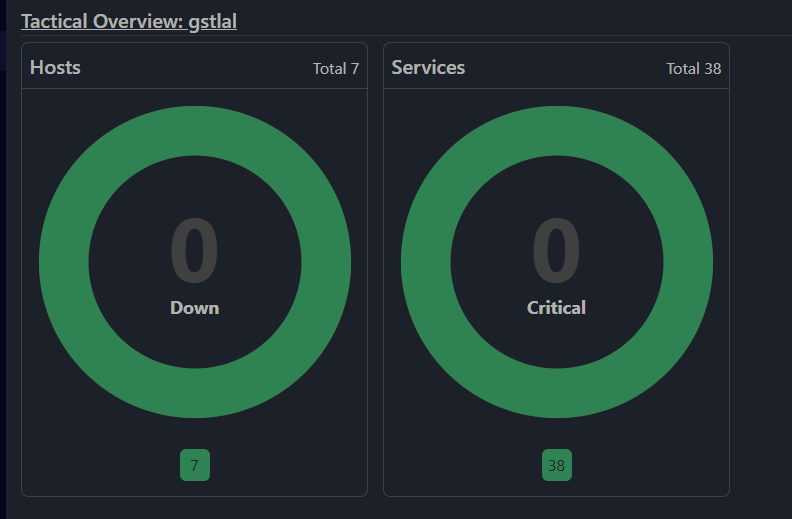 Tactical Overview: gstlal
Hosts Total 7
0
Down
7
Services Total 38
0
Critical
38